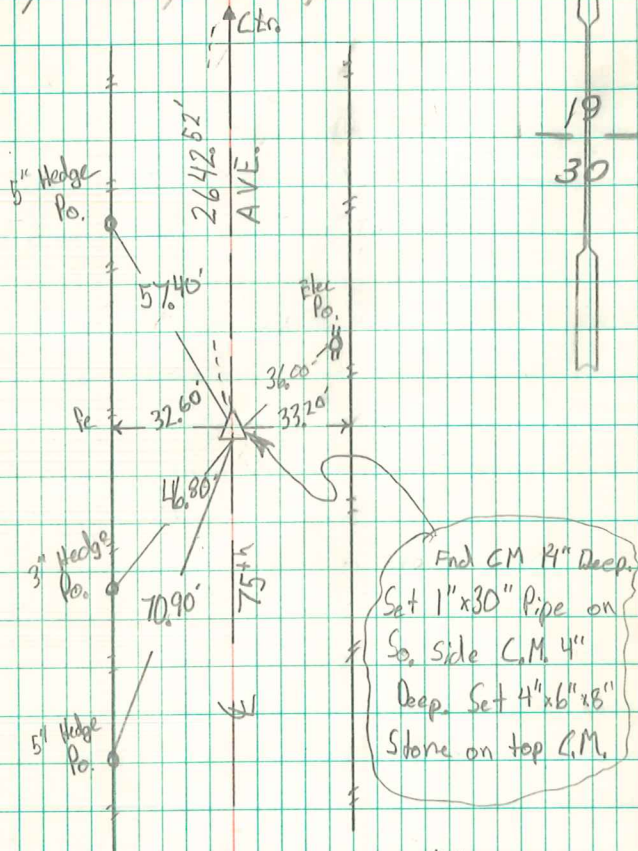 Ctr.
19
30
2642.52'
AVE.
5" Hedge
Po.
57.40'
Elec
Po.
36.00'
fe
32.60'
33.20'
46.80'
3" Hedge
Po.
70.90'
75th
℄
5" Hedge
Po.
Fnd CM 14" Deep.
Set 1"x30" Pipe on
So. Side C.M. 4"
Deep. Set 4"x6"x8"
Stone on top C.M.